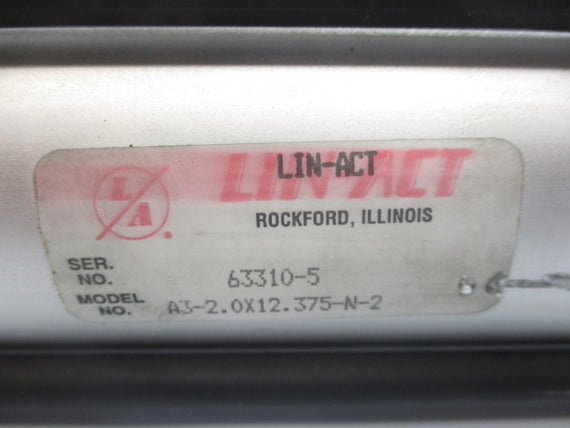 L/A.
LIN-ACT
LIN-ACT
ROCKFORD, ILLINOIS
SER. NO. 63310-5
MODEL NO. A3-2.0X12.375-N-2